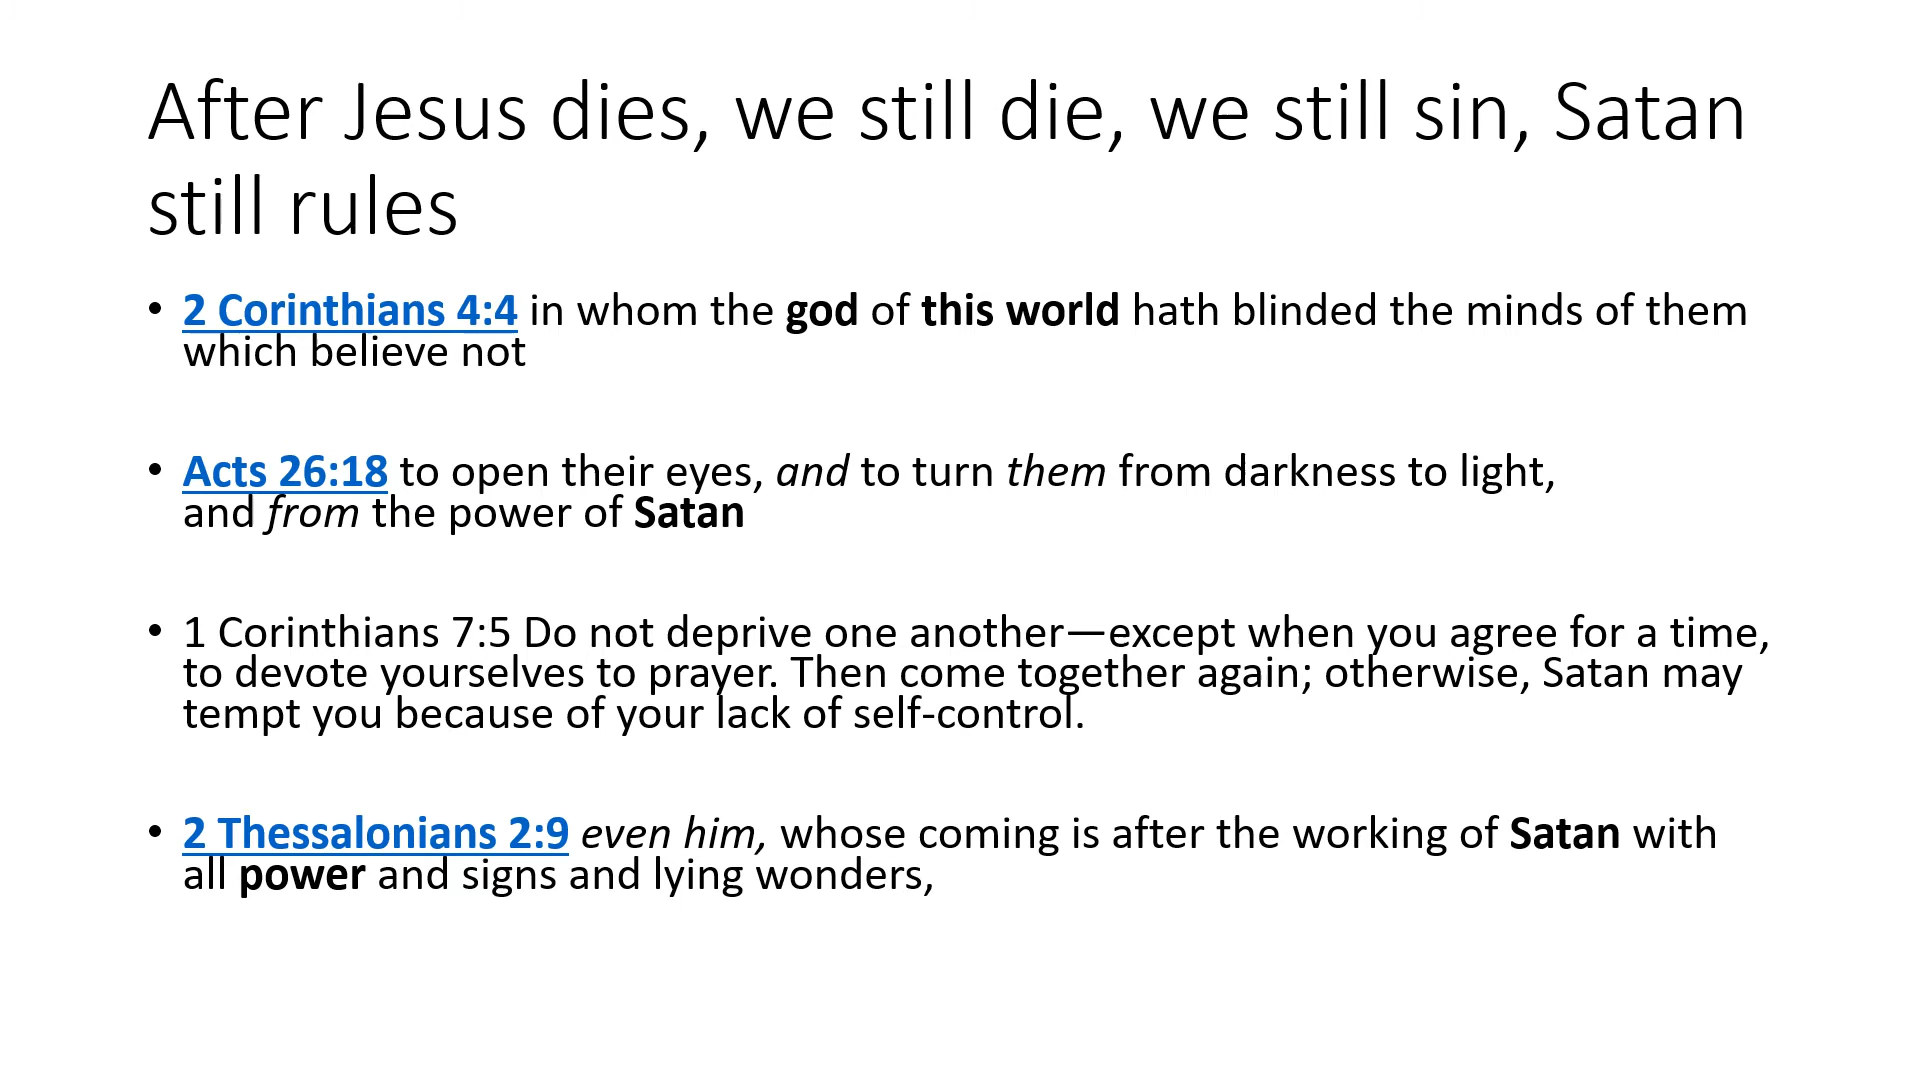 After Jesus dies, we still die, we still sin, Satan
still rules
• 2 Corinthians 4:4 in whom the god of this world hath blinded the minds of them
which believe not
• Acts 26:18 to open their eyes, and to turn them from darkness to light,
and from the power of Satan
• 1 Corinthians 7:5 Do not deprive one another—except when you agree for a time,
to devote yourselves to prayer. Then come together again; otherwise, Satan may
tempt you because of your lack of self-control.
• 2 Thessalonians 2:9 even him, whose coming is after the working of Satan with
all power and signs and lying wonders,